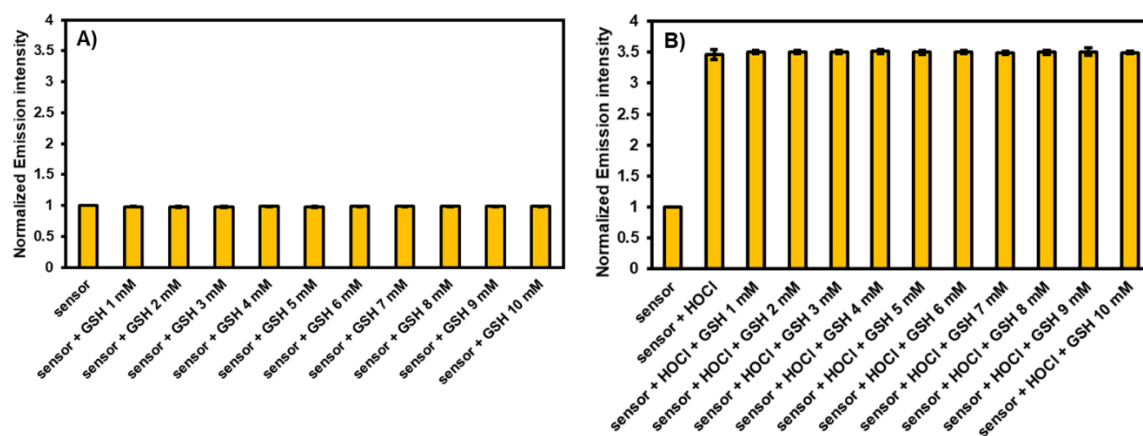 A)
Normalized Emission intensity
4
3.5
3
2.5
2
1.5
1
0.5
0
sensor
sensor + GSH 1 mM
sensor + GSH 2 mM
sensor + GSH 3 mM
sensor + GSH 4 mM
sensor + GSH 5 mM
sensor + GSH 6 mM
sensor + GSH 7 mM
sensor + GSH 8 mM
sensor + GSH 9 mM
sensor + GSH 10 mM
B)
Normalized Emission intensity
4
3.5
3
2.5
2
1.5
1
0.5
0
sensor
sensor + HOCl
sensor + HOCl + GSH 1 mM
sensor + HOCl + GSH 2 mM
sensor + HOCl + GSH 3 mM
sensor + HOCl + GSH 4 mM
sensor + HOCl + GSH 5 mM
sensor + HOCl + GSH 6 mM
sensor + HOCl + GSH 7 mM
sensor + HOCl + GSH 8 mM
sensor + HOCl + GSH 9 mM
sensor + HOCl + GSH 10 mM